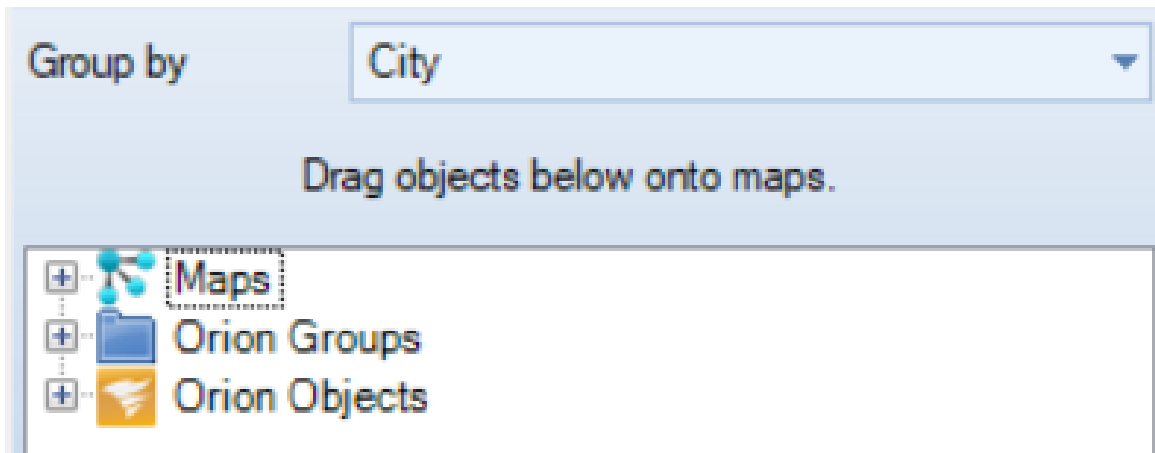 Group by City
Drag objects below onto maps.
Maps
Orion Groups
Orion Objects